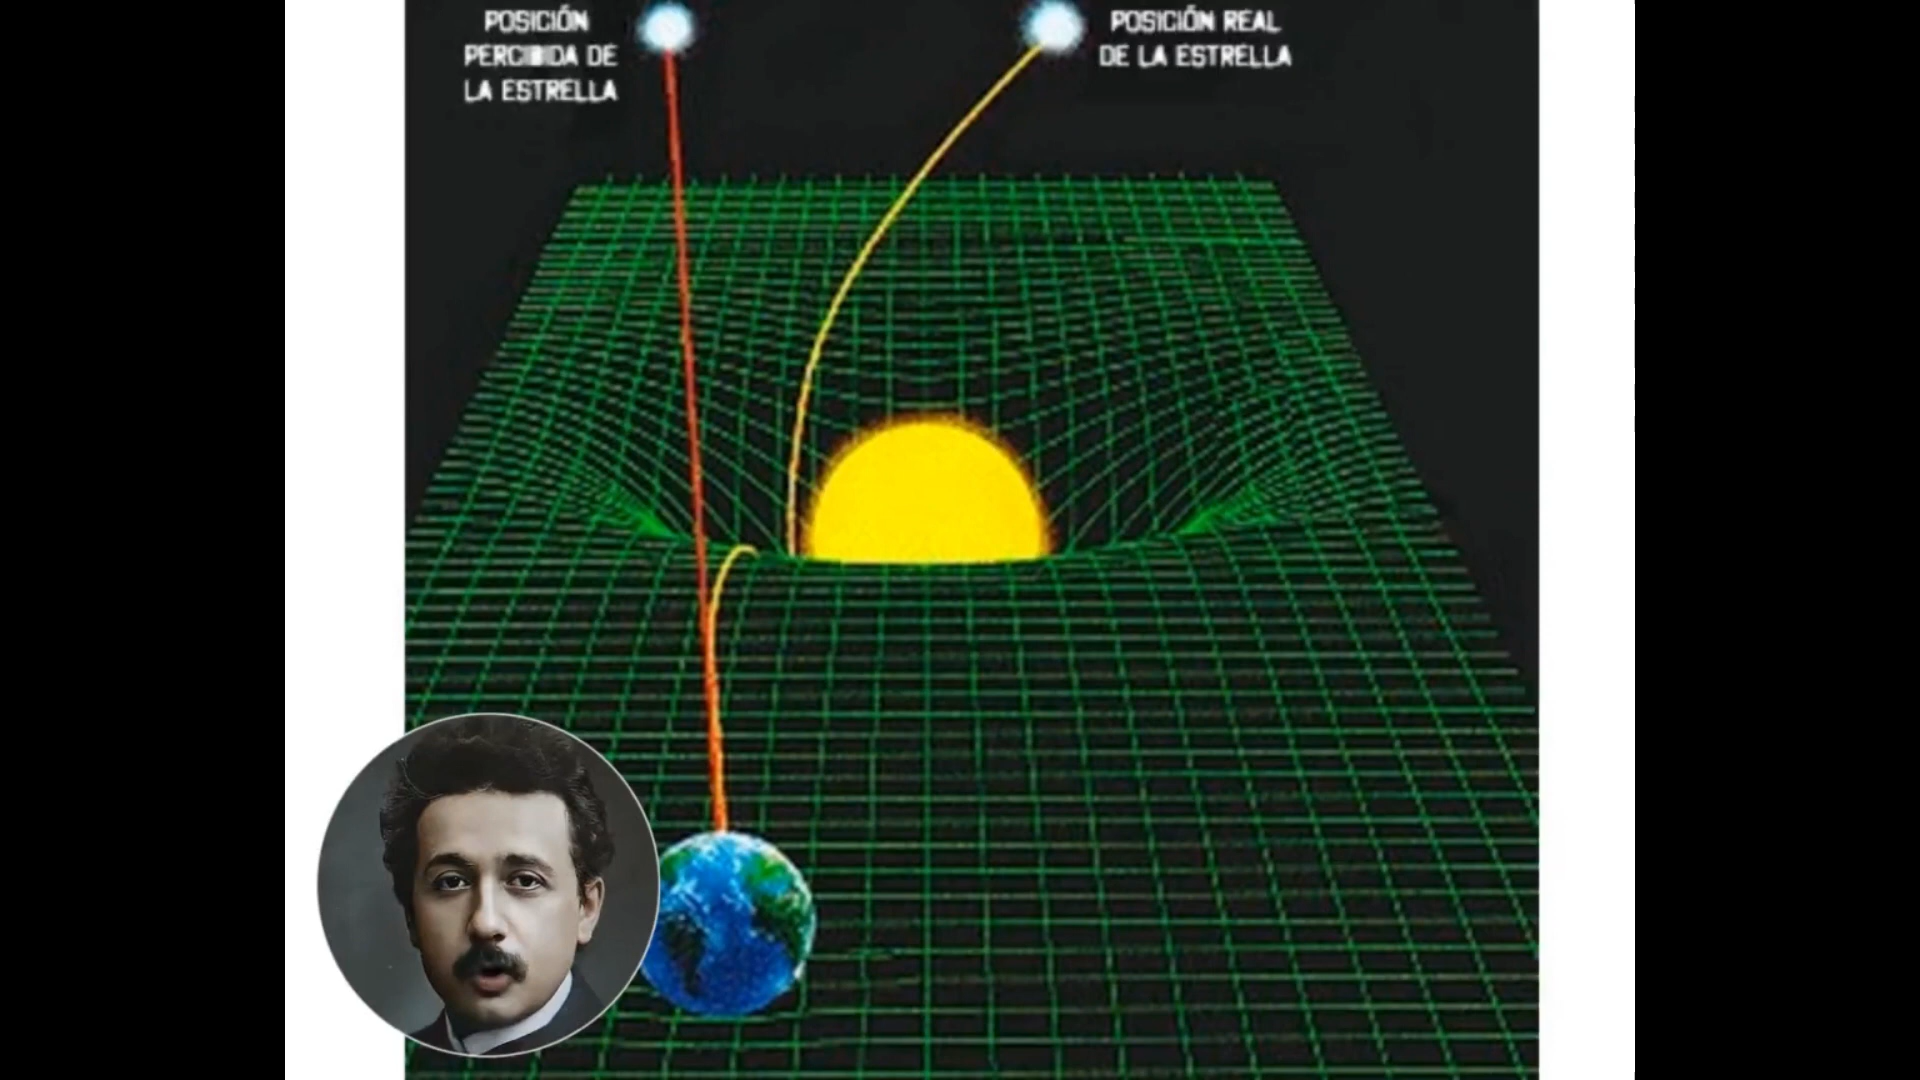 POSICIÓN
PERCIBIDA DE
LA ESTRELLA
POSICIÓN REAL
DE LA ESTRELLA